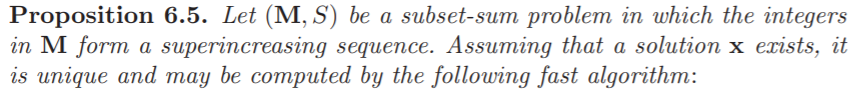 Proposition 6.5. Let (M, S) be a subset-sum problem in which the integers
in M form a superincreasing sequence. Assuming that a solution x exists, it
is unique and may be computed by the following fast algorithm: